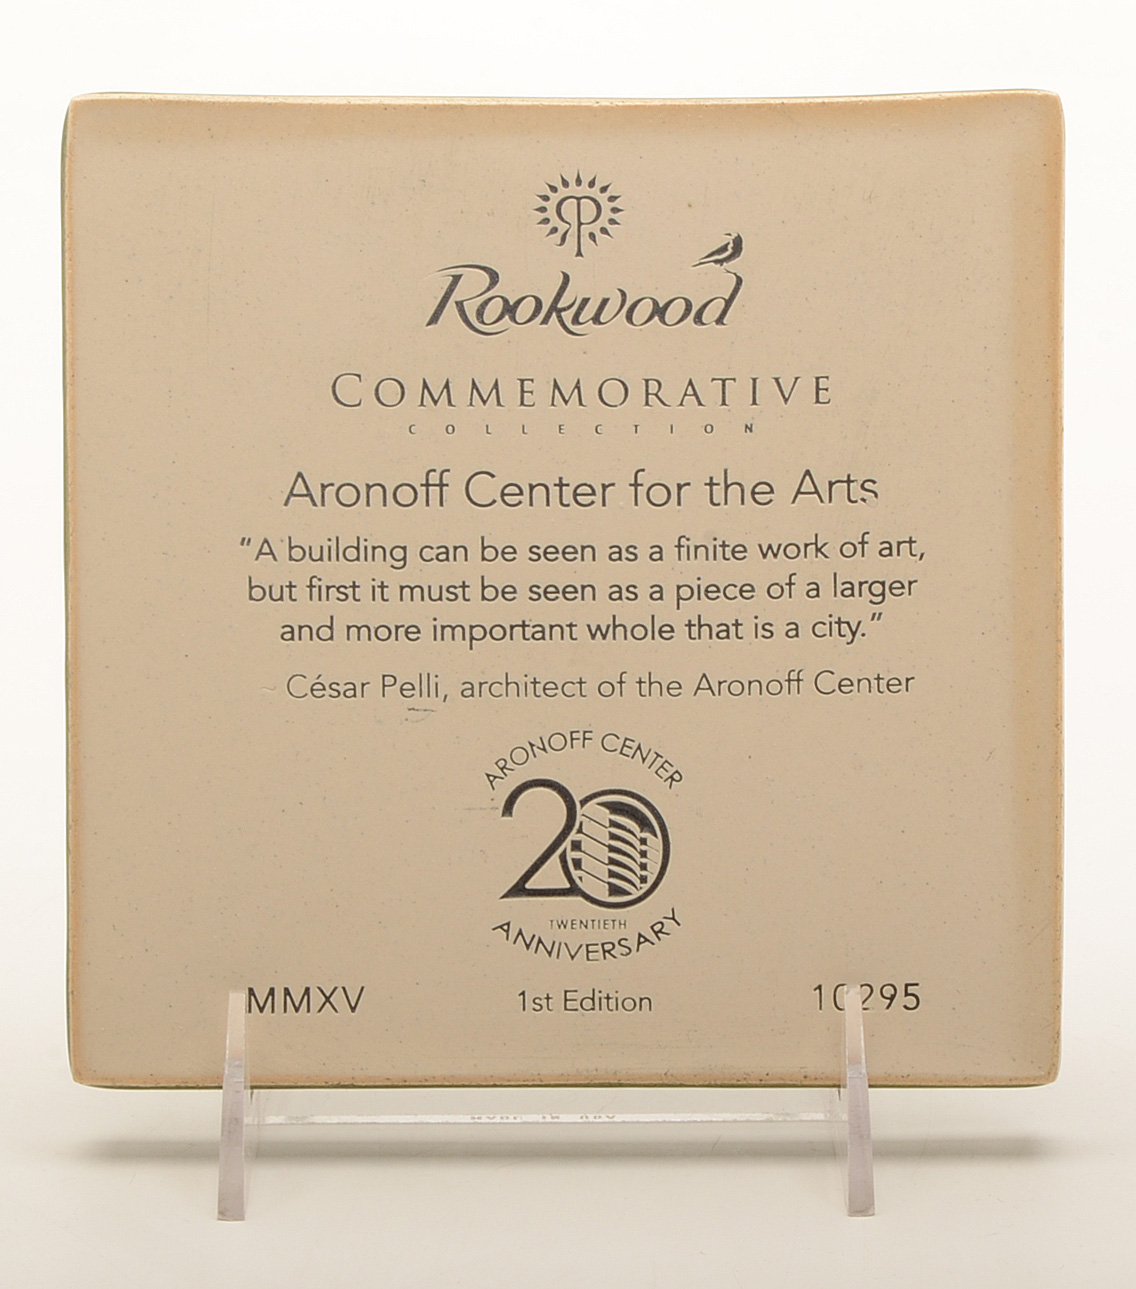 RP
Rookwood
COMMEMORATIVE
COLLECTION
Aronoff Center for the Arts
“A building can be seen as a finite work of art,
but first it must be seen as a piece of a larger
and more important whole that is a city.”
~ César Pelli, architect of the Aronoff Center
ARONOFF CENTER
20
TWENTIETH
ANNIVERSARY
MMXV 1st Edition 10295